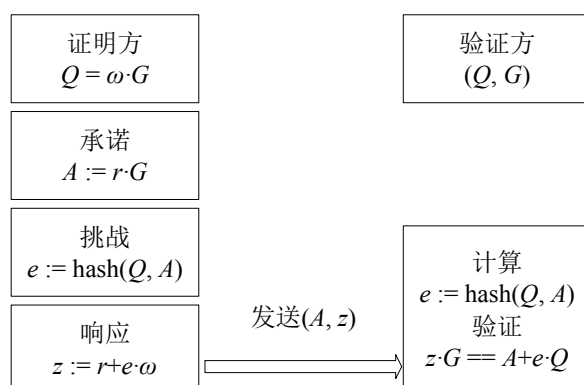 证明方
Q = ω·G
验证方
(Q, G)
承诺
A := r·G
挑战
e := hash(Q, A)
响应
z := r+e·ω
发送(A, z)
计算
e := hash(Q, A)
验证
z·G == A+e·Q